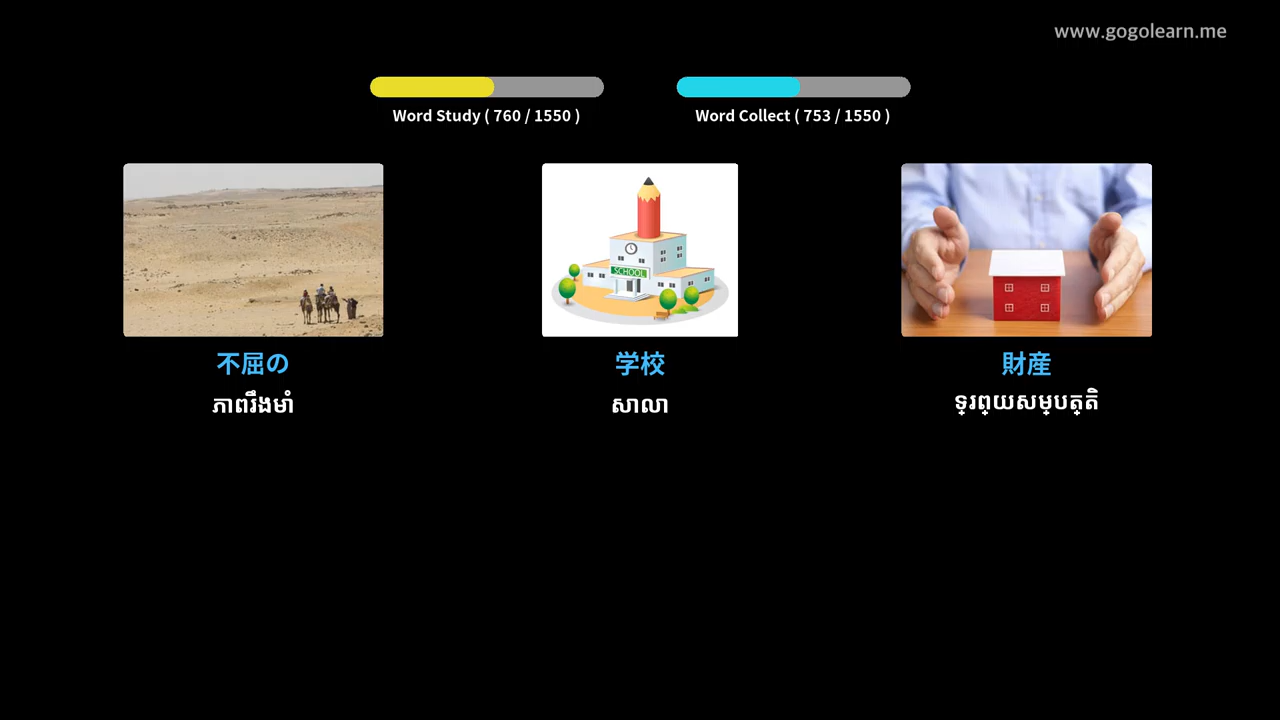 www.gogolearn.me
Word Study ( 760 / 1550 )
Word Collect ( 753 / 1550 )
SCHOOL
不屈の
学校
財産
ភាពរឹងមាំ
សាលា
ទ្រព្យសម្បត្តិ